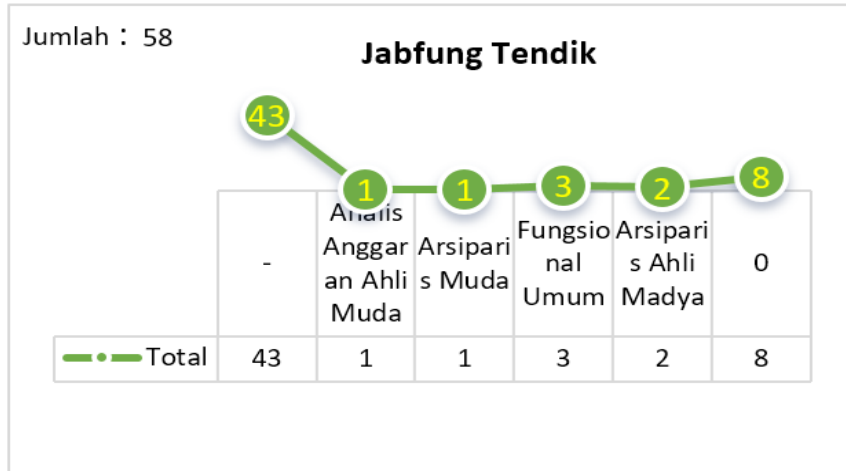 Jumlah : 58
Jabfung Tendik
43
1
1
3
2
8
-
Analis
Anggar
an Ahli
Muda
Arsipari
s Muda
Fungsio
nal
Umum
Arsipari
s Ahli
Madya
0
Total 43 1 1 3 2 8